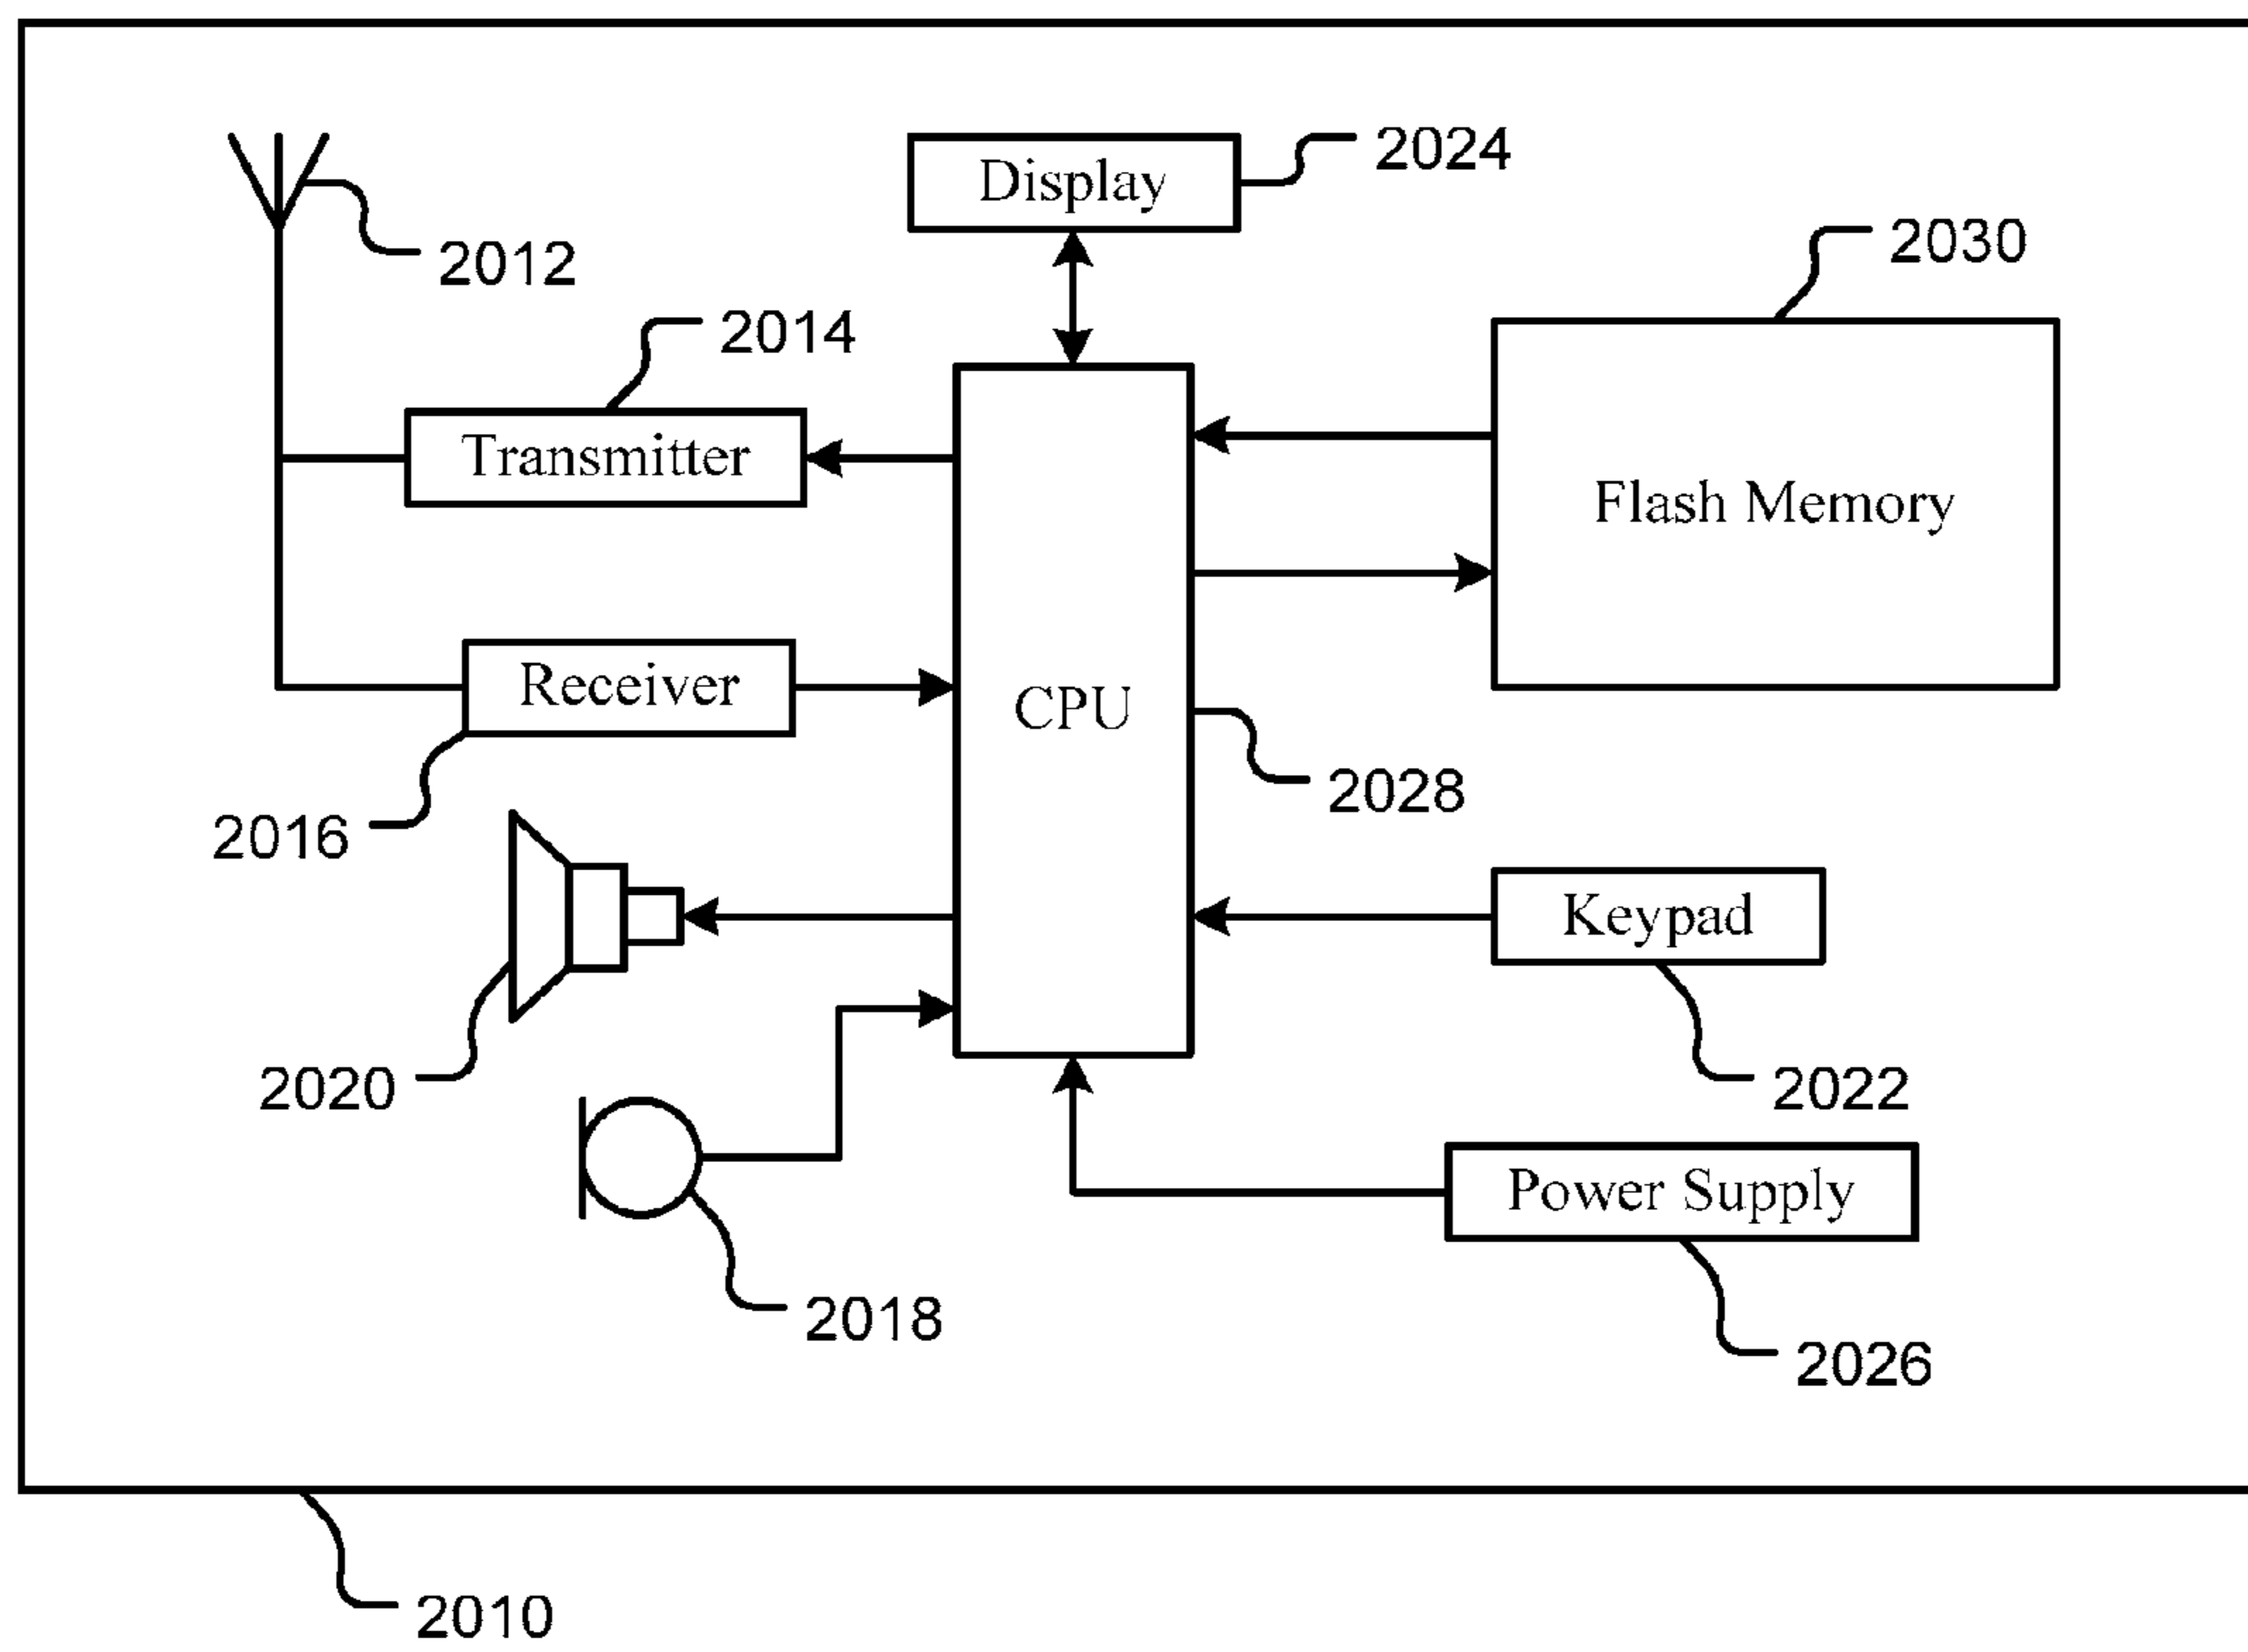 Display
2024
2012
2030
2014
Transmitter
Flash Memory
Receiver
CPU
2028
2016
Keypad
2020
2022
Power Supply
2018
2026
2010